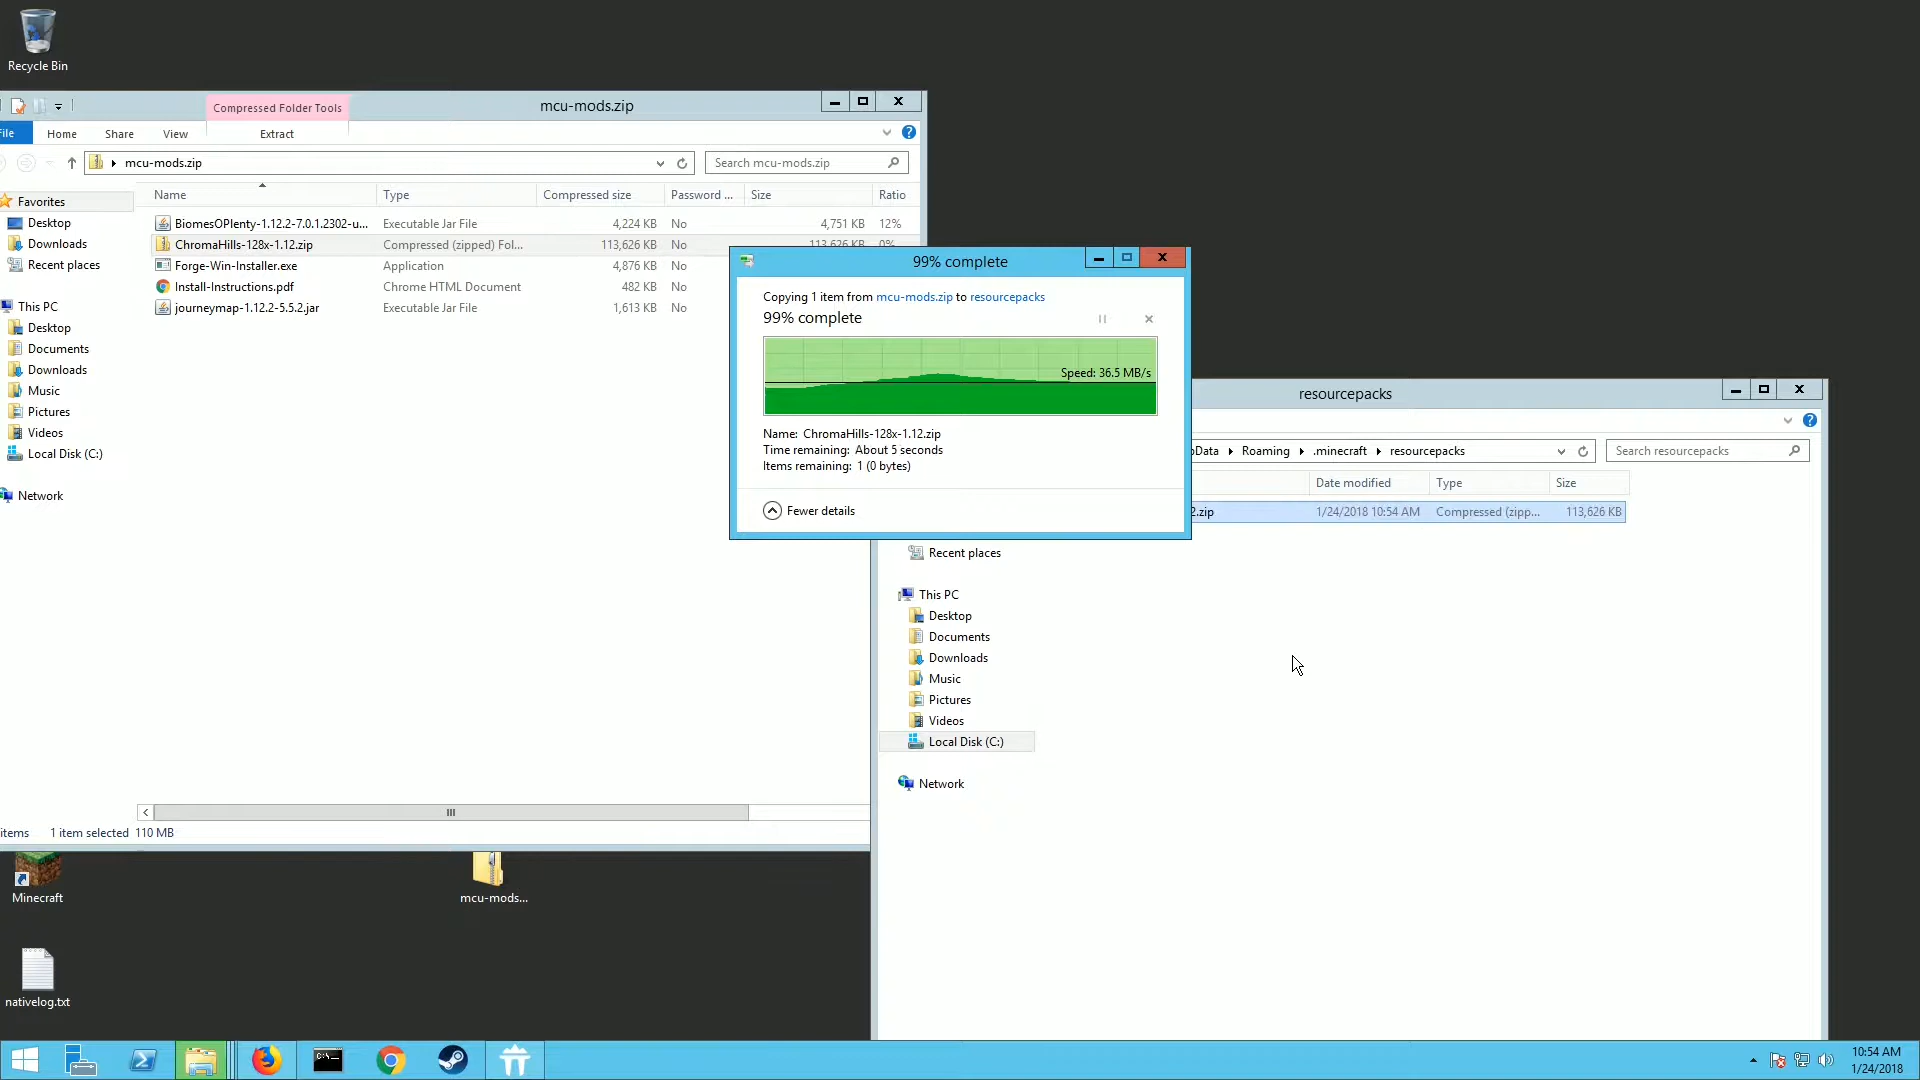 Recycle Bin
Compressed Folder Tools
mcu-mods.zip
File
Home
Share
View
Extract
mcu-mods.zip
Search mcu-mods.zip
Name
Type
Compressed size
Password ...
Size
Ratio
Favorites
Desktop
Downloads
Recent places
This PC
Desktop
Documents
Downloads
Music
Pictures
Videos
Local Disk (C:)
Network
BiomesOPlenty-1.12.2-7.0.1.2302-u... Executable Jar File 4,224 KB No 4,751 KB 12%
ChromaHills-128x-1.12.zip Compressed (zipped) Fol... 113,626 KB No 113,626 KB 0%
Forge-Win-Installer.exe Application 4,876 KB No
Install-Instructions.pdf Chrome HTML Document 482 KB No
journeymap-1.12.2-5.5.2.jar Executable Jar File 1,613 KB No
items 1 item selected 110 MB
99% complete
Copying 1 item from mcu-mods.zip to resourcepacks
99% complete
Speed: 36.5 MB/s
Name: ChromaHills-128x-1.12.zip
Time remaining: About 5 seconds
Items remaining: 1 (0 bytes)
Fewer details
resourcepacks
pData
Roaming
.minecraft
resourcepacks
Search resourcepacks
Date modified
Type
Size
2.zip 1/24/2018 10:54 AM Compressed (zipp... 113,626 KB
Recent places
This PC
Desktop
Documents
Downloads
Music
Pictures
Videos
Local Disk (C:)
Network
Minecraft
mcu-mods...
nativelog.txt
C:\
10:54 AM
1/24/2018